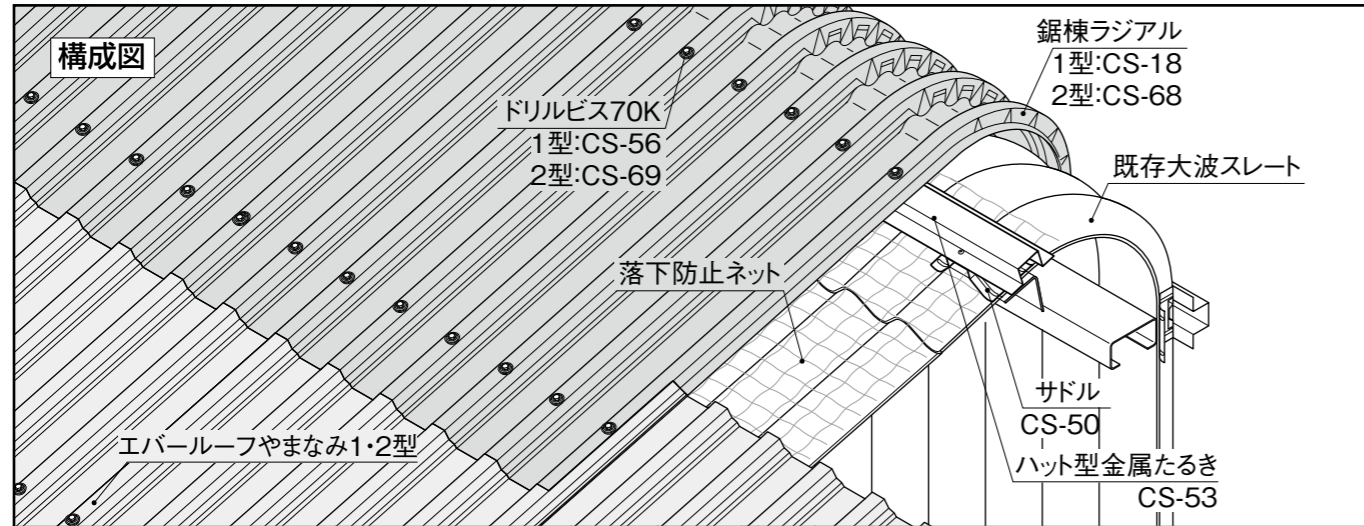 構成図
鋸棟ラジアル
1型:CS-18
2型:CS-68
ドリルビス70K
1型:CS-56
2型:CS-69
既存大波スレート
落下防止ネット
サドル
CS-50
エバールーフやまなみ1・2型
ハット型金属たるき
CS-53